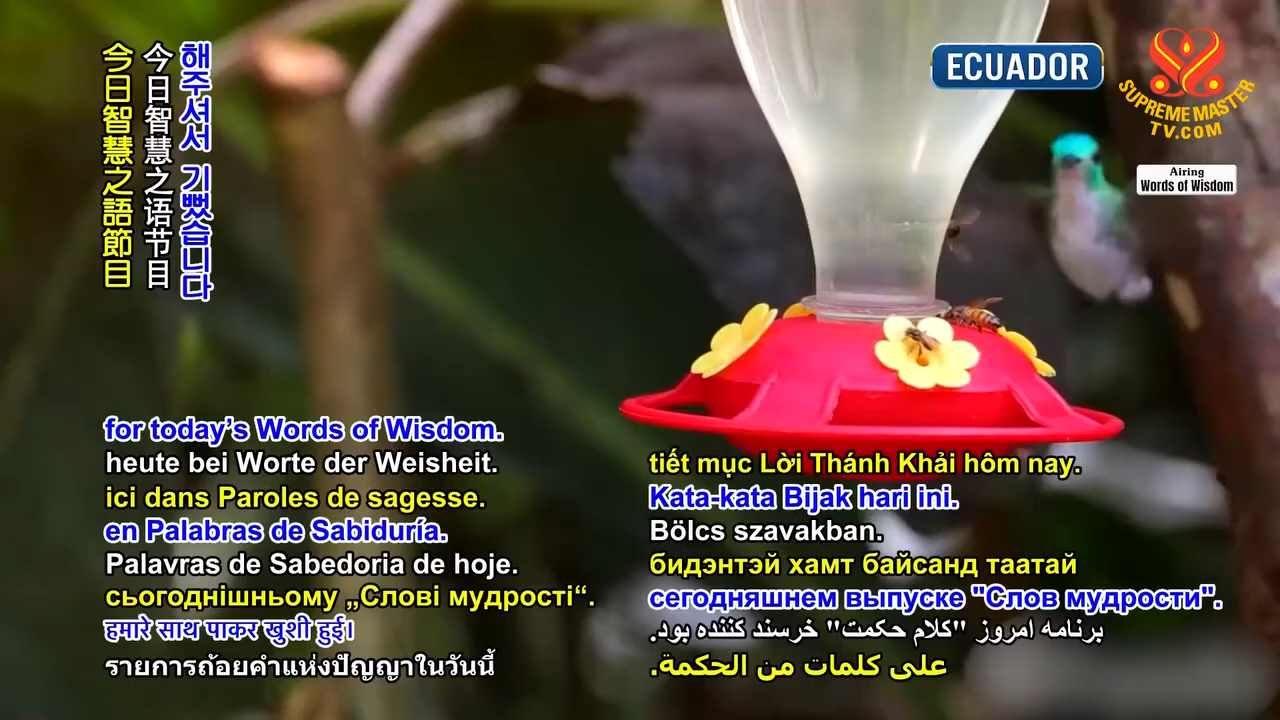 今日智慧之語節目
今日智慧之语节目
해주셔서 기뻤습니다
ECUADOR
SUPREME MASTER
TV.COM
Airing
Words of Wisdom
for today’s Words of Wisdom.
heute bei Worte der Weisheit.
ici dans Paroles de sagesse.
en Palabras de Sabiduría.
Palavras de Sabedoria de hoje.
сьогоднішньому „Слові мудрості“.
हमारे साथ पाकर खुशी हुई।
รายการถ้อยคำแห่งปัญญาในวันนี้
tiết mục Lời Thánh Khải hôm nay.
Kata-kata Bijak hari ini.
Bölcs szavakban.
бидэнтэй хамт байсанд таатай
сегодняшнем выпуске "Слов мудрости".
برنامه امروز "کلام حکمت" خرسند کننده بود.
على كلمات من الحكمة.